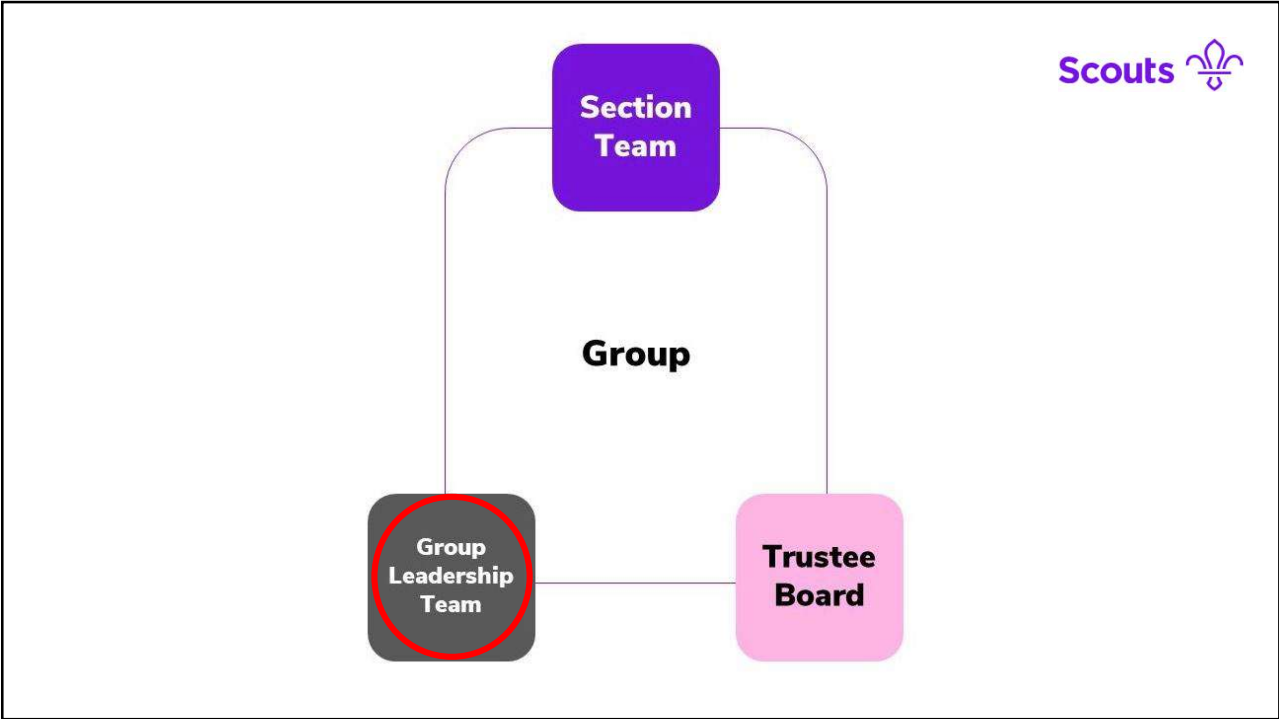 Section
Team
Scouts
Group
Group
Leadership
Team
Trustee
Board